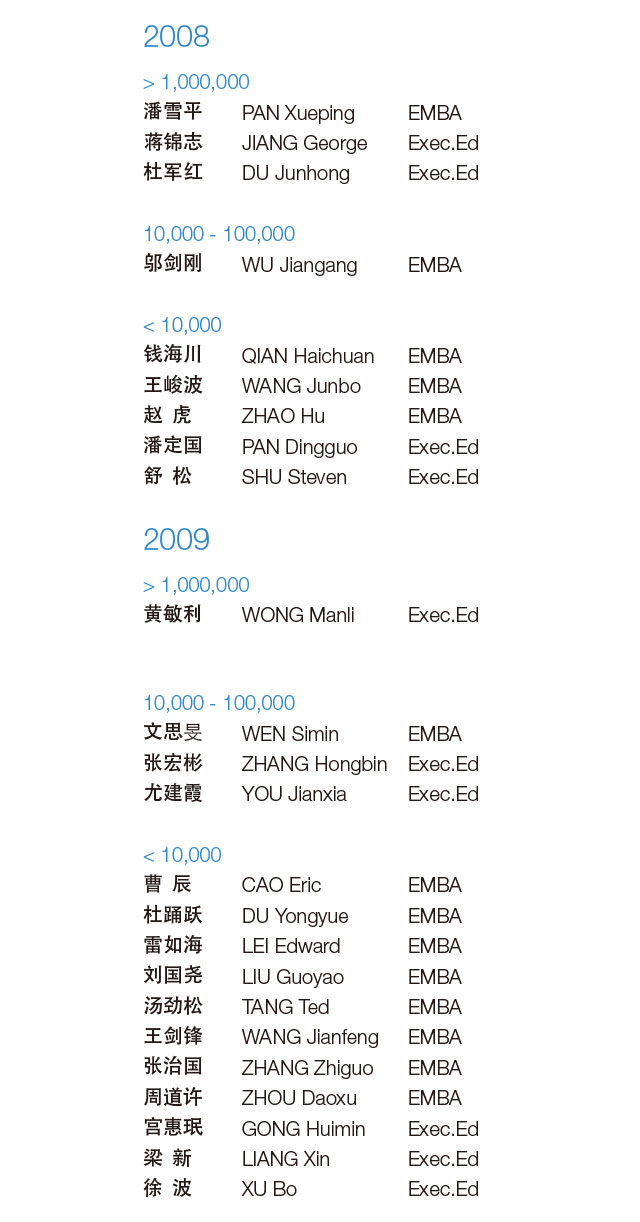 2008
> 1,000,000
潘雪平 PAN Xueping EMBA
蒋锦志 JIANG George Exec.Ed
杜军红 DU Junhong Exec.Ed
10,000 - 100,000
邬剑刚 WU Jiangang EMBA
< 10,000
钱海川 QIAN Haichuan EMBA
王峻波 WANG Junbo EMBA
赵 虎 ZHAO Hu EMBA
潘定国 PAN Dingguo Exec.Ed
舒 松 SHU Steven Exec.Ed
2009
> 1,000,000
黄敏利 WONG Manli Exec.Ed
10,000 - 100,000
文思旻 WEN Simin EMBA
张宏彬 ZHANG Hongbin Exec.Ed
尤建霞 YOU Jianxia Exec.Ed
< 10,000
曹 辰 CAO Eric EMBA
杜踊跃 DU Yongyue EMBA
雷如海 LEI Edward EMBA
刘国尧 LIU Guoyao EMBA
汤劲松 TANG Ted EMBA
王剑锋 WANG Jianfeng EMBA
张治国 ZHANG Zhiguo EMBA
周道许 ZHOU Daoxu EMBA
宫惠珉 GONG Huimin Exec.Ed
梁 新 LIANG Xin Exec.Ed
徐 波 XU Bo Exec.Ed